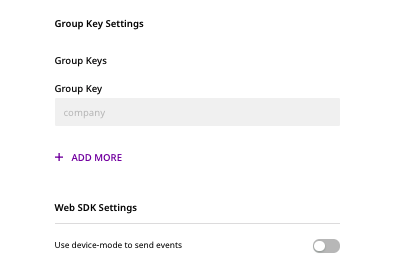 Group Key Settings
Group Keys
Group Key
company
+ ADD MORE
Web SDK Settings
Use device-mode to send events